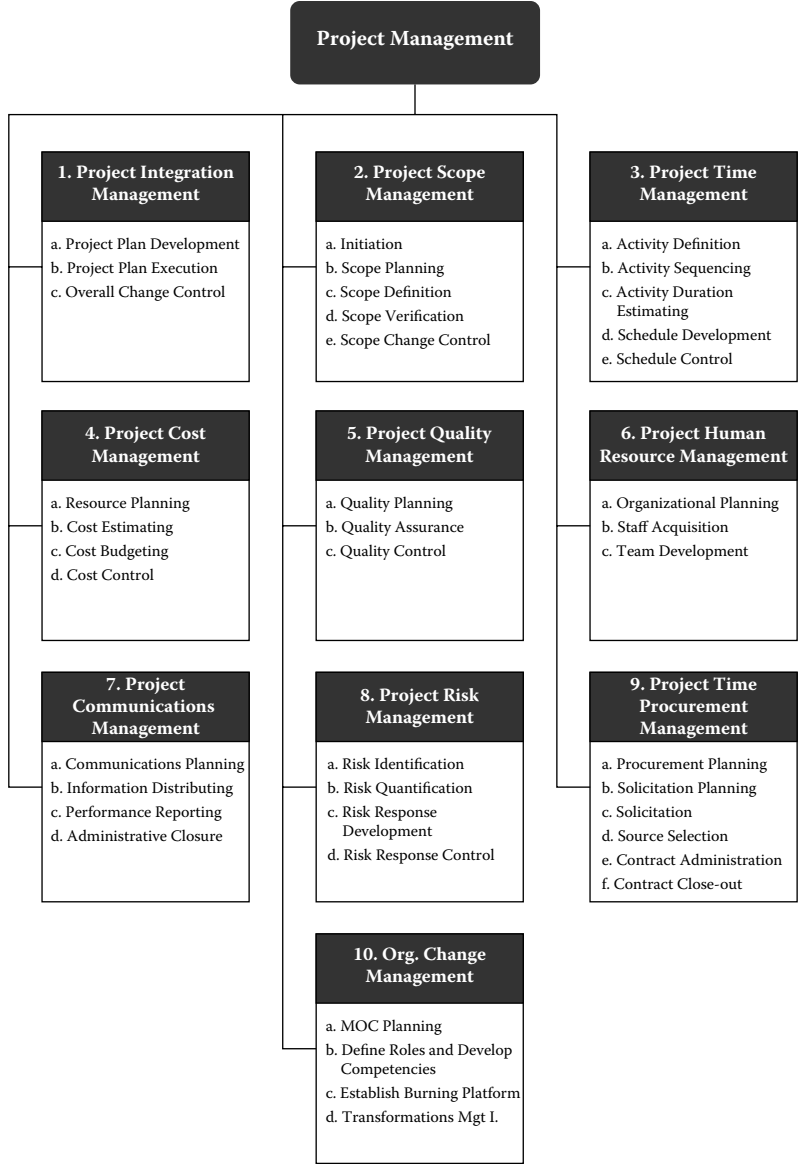 Project Management
1. Project Integration
Management
a. Project Plan Development
b. Project Plan Execution
c. Overall Change Control
2. Project Scope
Management
a. Initiation
b. Scope Planning
c. Scope Definition
d. Scope Verification
e. Scope Change Control
3. Project Time
Management
a. Activity Definition
b. Activity Sequencing
c. Activity Duration
Estimating
d. Schedule Development
e. Schedule Control
4. Project Cost
Management
a. Resource Planning
b. Cost Estimating
c. Cost Budgeting
d. Cost Control
5. Project Quality
Management
a. Quality Planning
b. Quality Assurance
c. Quality Control
6. Project Human
Resource Management
a. Organizational Planning
b. Staff Acquisition
c. Team Development
7. Project
Communications
Management
a. Communications Planning
b. Information Distributing
c. Performance Reporting
d. Administrative Closure
8. Project Risk
Management
a. Risk Identification
b. Risk Quantification
c. Risk Response
Development
d. Risk Response Control
9. Project Time
Procurement
Management
a. Procurement Planning
b. Solicitation Planning
c. Solicitation
d. Source Selection
e. Contract Administration
f. Contract Close-out
10. Org. Change
Management
a. MOC Planning
b. Define Roles and Develop
Competencies
c. Establish Burning Platform
d. Transformations Mgt I.